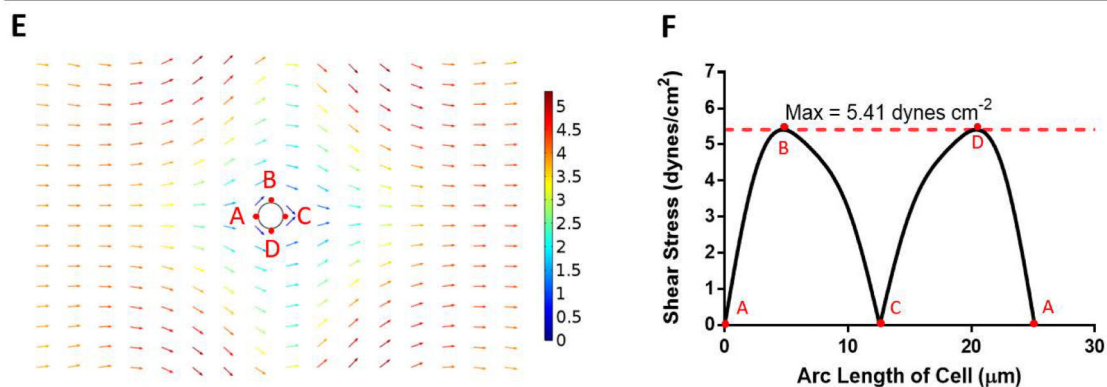 E
A
B
C
D
5
4.5
4
3.5
3
2.5
2
1.5
1
0.5
0
F
Shear Stress (dynes/cm²)
7
6
5
4
3
2
1
0
Max = 5.41 dynes cm⁻²
B
D
A
C
A
0
10
20
30
Arc Length of Cell (μm)